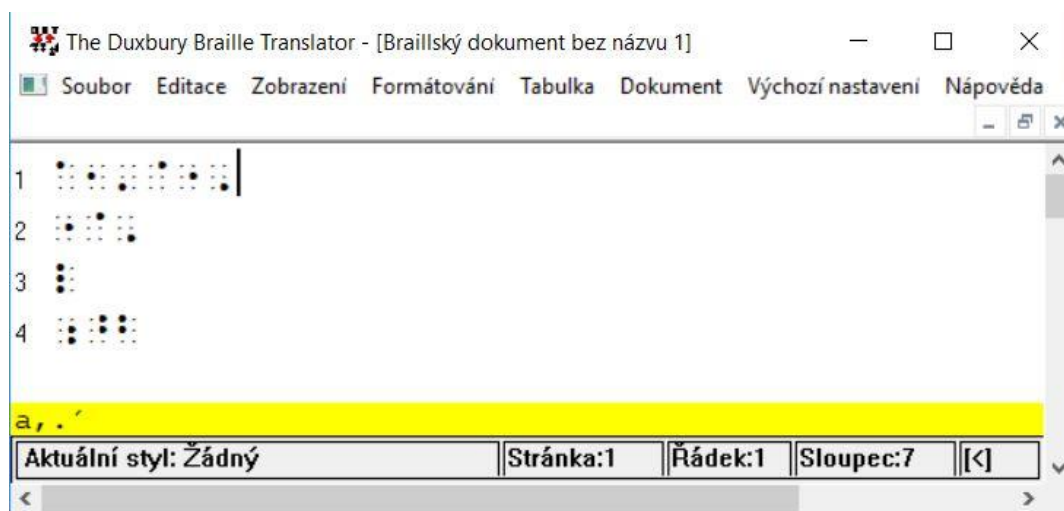 The Duxbury Braille Translator - [Braillský dokument bez názvu 1]
Soubor Editace Zobrazení Formátování Tabulka Dokument Výchozí nastavení Nápověda
1 ⠁⠂⠄⠈⠐⠠
2 ⠐⠈⠠
3 ⠇
4 ⠰⠘⠃
a,.´
Aktuální styl: Žádný Stránka:1 Řádek:1 Sloupec:7 [<]